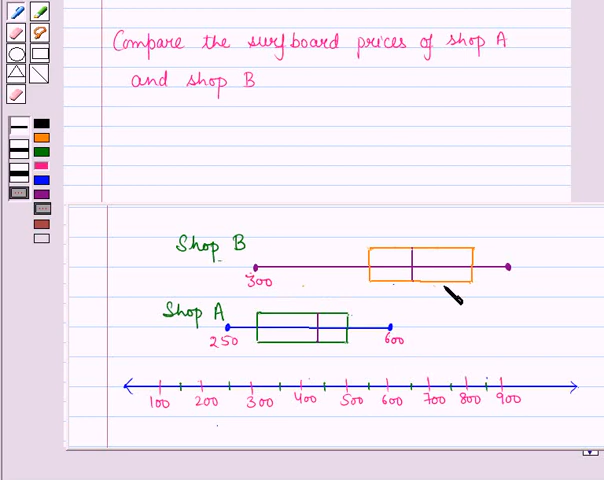 Compare the surfboard prices of shop A
and shop B
Shop B
300
Shop A
250
600
100 200 300 400 500 600 700 800 900